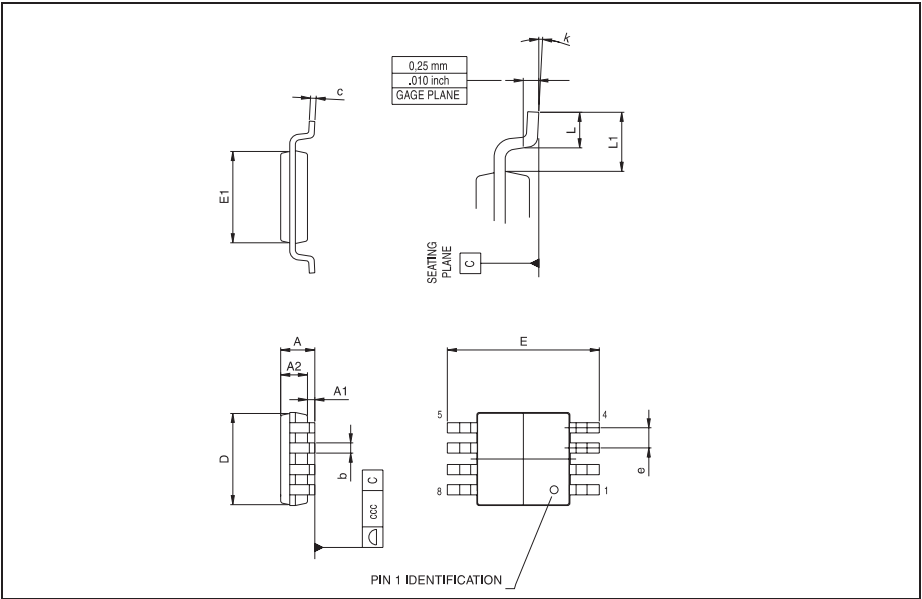 k
0,25 mm
.010 inch
GAGE PLANE
c
L
L1
E1
SEATING
PLANE
C
A
A2
A1
D
b
C
ccc
E
5
4
8
1
e
PIN 1 IDENTIFICATION